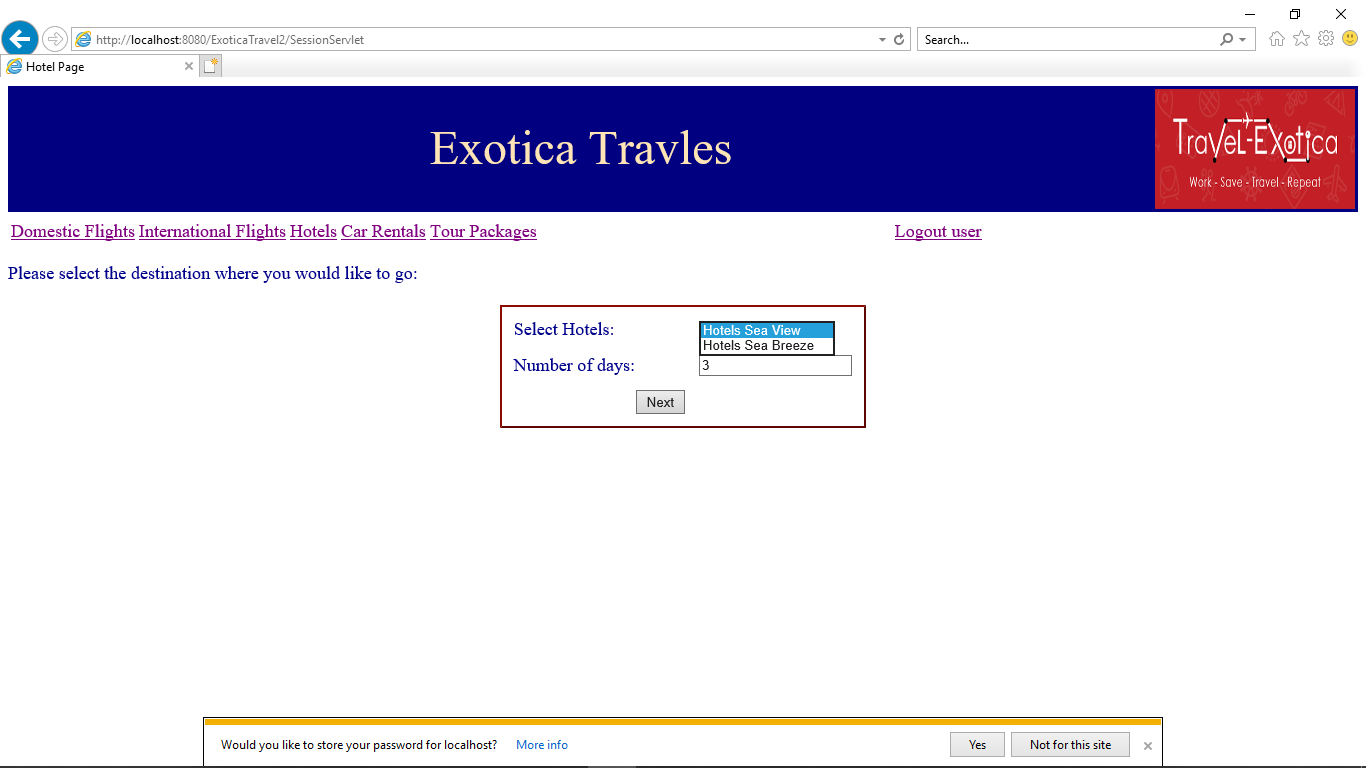 http://localhost:8080/ExoticaTravel2/SessionServlet
Search...
Hotel Page
Exotica Travles
TraveL-EXotica
Work - Save - Travel - Repeat
Domestic Flights International Flights Hotels Car Rentals Tour Packages Logout user
Please select the destination where you would like to go:
Select Hotels:
Hotels Sea View
Hotels Sea Breeze
Number of days: 3
Next
Would you like to store your password for localhost? More info Yes Not for this site